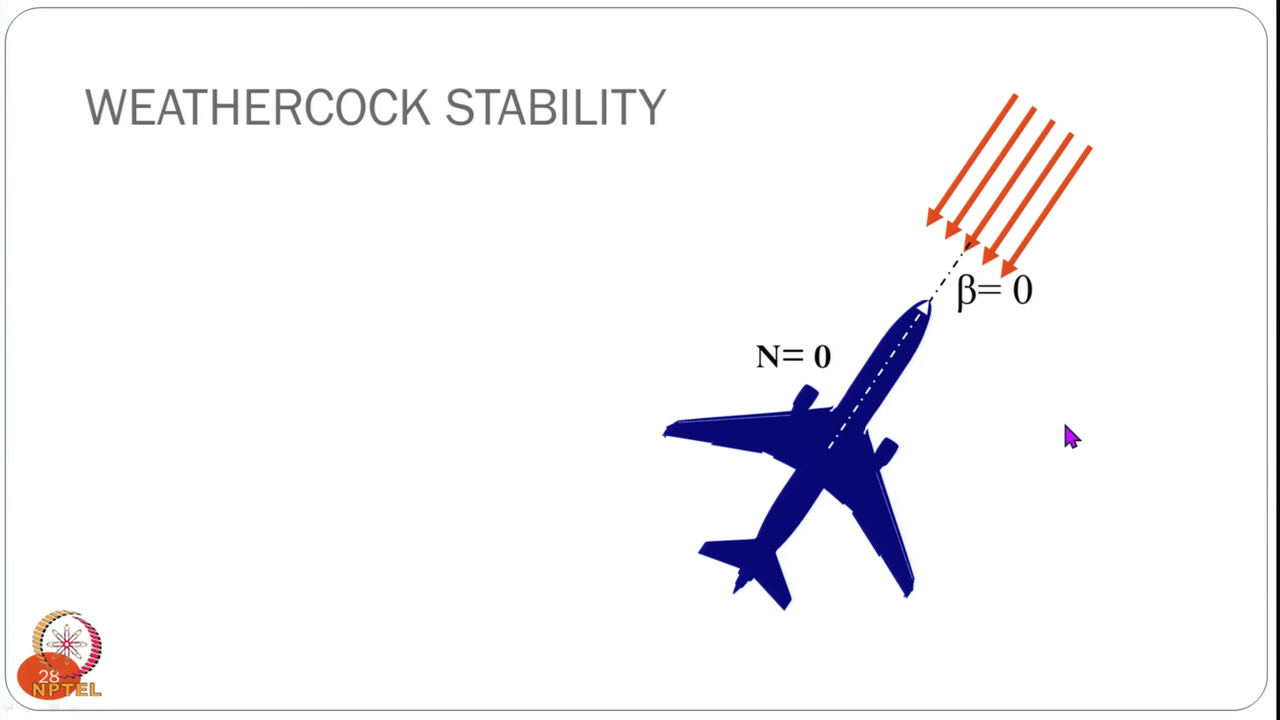 WEATHERCOCK STABILITY
β= 0
N= 0
28
NPTEL